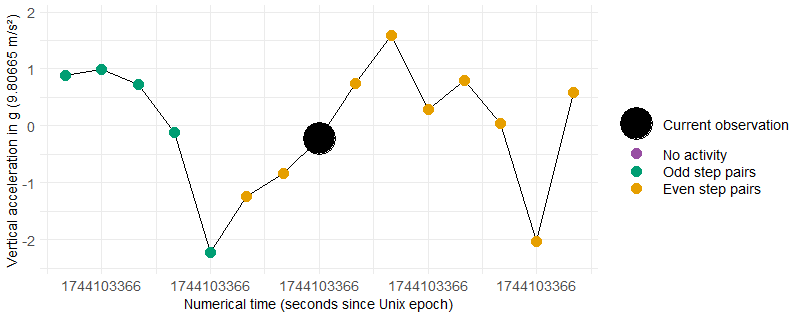 Vertical acceleration in g (9.80665 m/s²)
2
1
0
-1
-2
1744103366 1744103366 1744103366 1744103366 1744103366
Numerical time (seconds since Unix epoch)
Current observation
No activity
Odd step pairs
Even step pairs